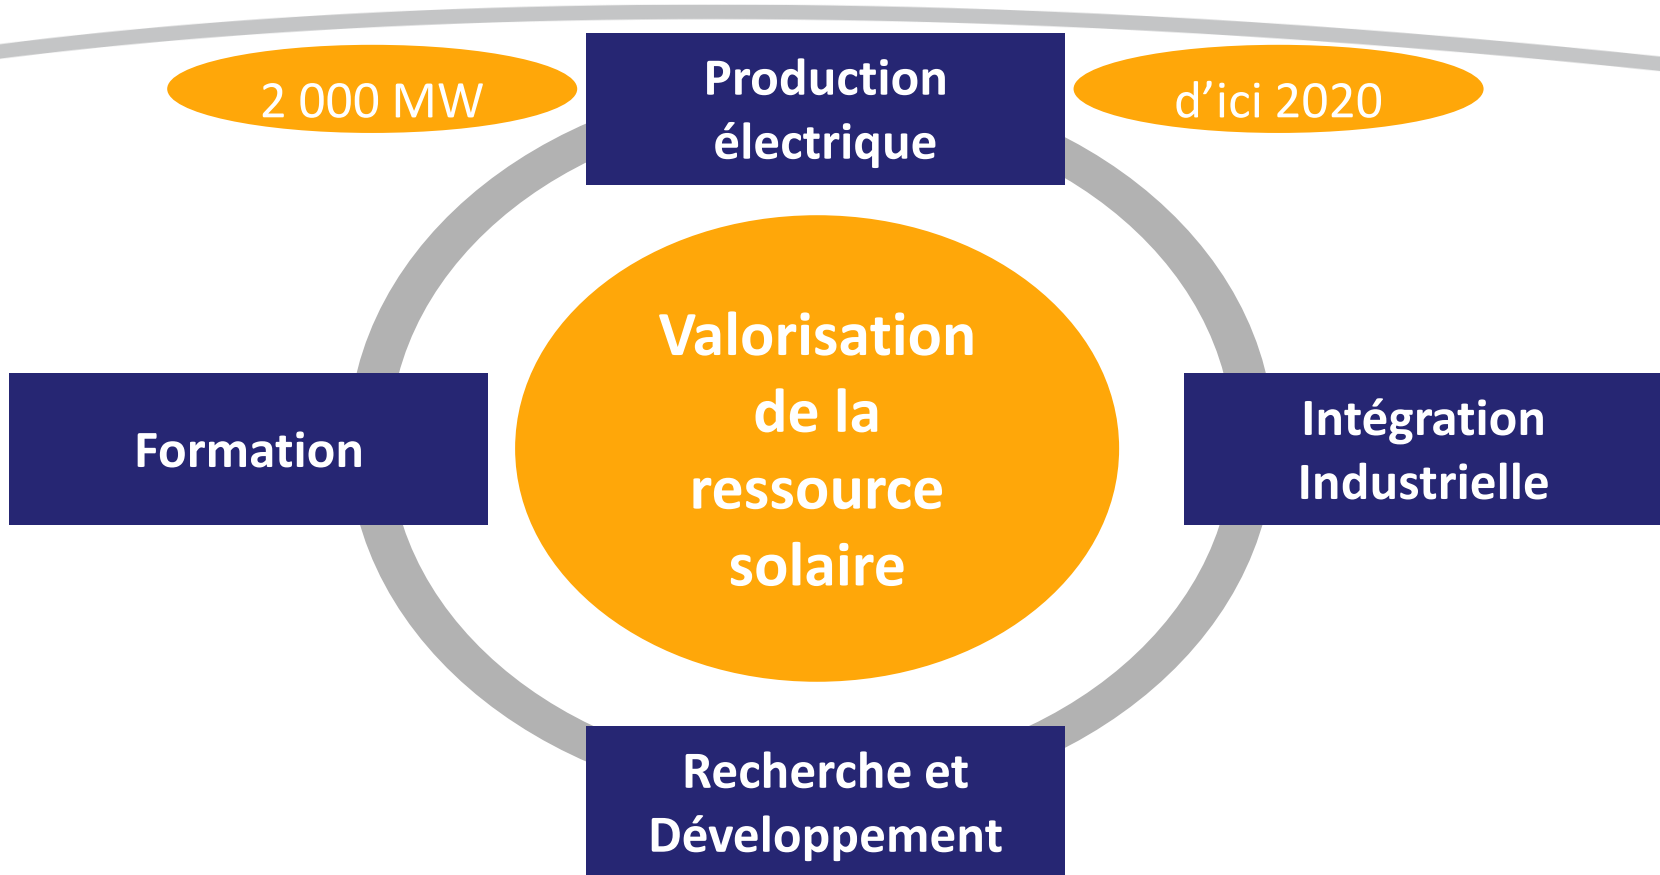 2 000 MW
Production
électrique
d’ici 2020
Valorisation
de la
ressource
solaire
Formation
Intégration
Industrielle
Recherche et
Développement